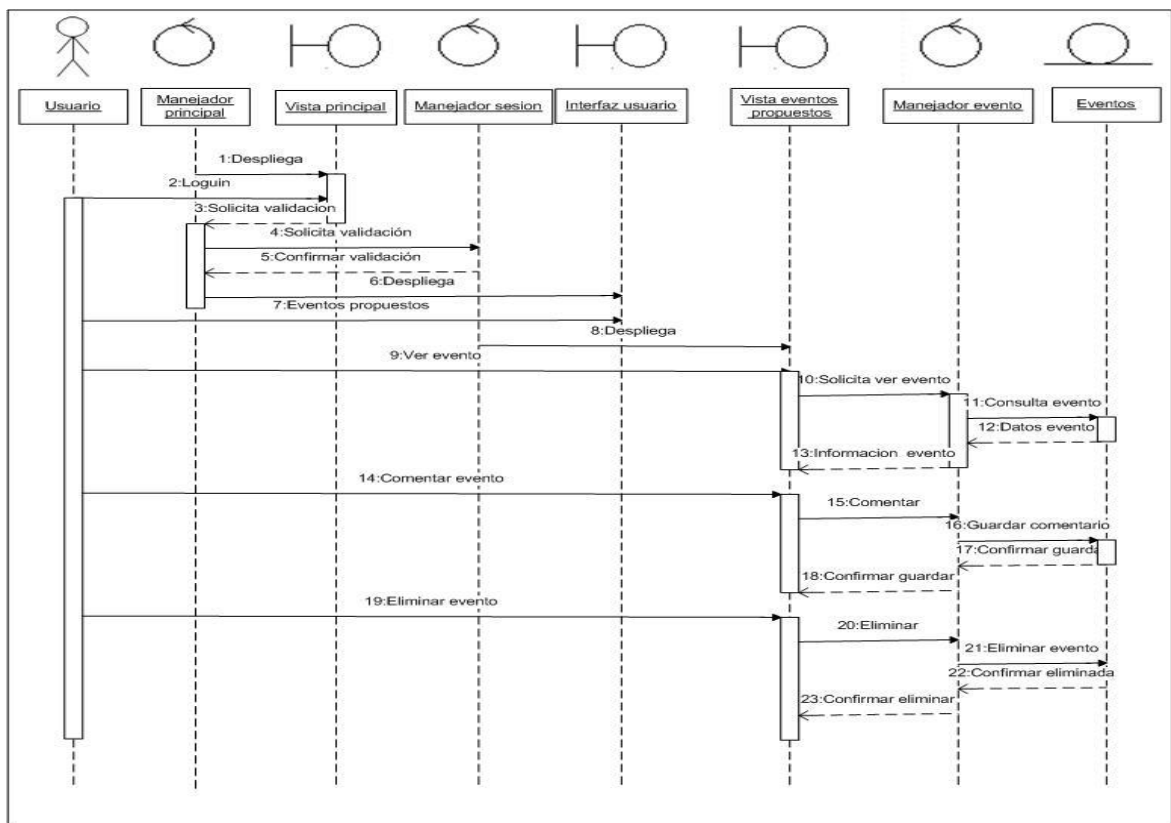 Usuario
Manejador
principal
Vista principal
Manejador sesion
Interfaz usuario
Vista eventos
propuestos
Manejador evento
Eventos
1:Despliega
2:Loguin
3:Solicita validacion
4:Solicita validación
5:Confirmar validación
6:Despliega
7:Eventos propuestos
8:Despliega
9:Ver evento
10:Solicita ver evento
11:Consulta evento
12:Datos evento
13:Informacion evento
14:Comentar evento
15:Comentar
16:Guardar comentario
17:Confirmar
18:Confirmar guardar
19:Eliminar evento
20:Eliminar
21:Eliminar evento
22:Confirmar eliminada
23:Confirmar eliminar